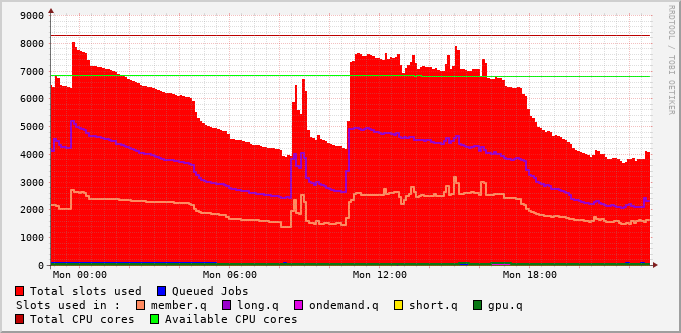 9000
8000
7000
6000
5000
4000
3000
2000
1000
0
Mon 00:00 Mon 06:00 Mon 12:00 Mon 18:00
Total slots used Queued Jobs
Slots used in : member.q long.q ondemand.q short.q gpu.q
Total CPU cores Available CPU cores
RRDTOOL / TOBI OETIKER